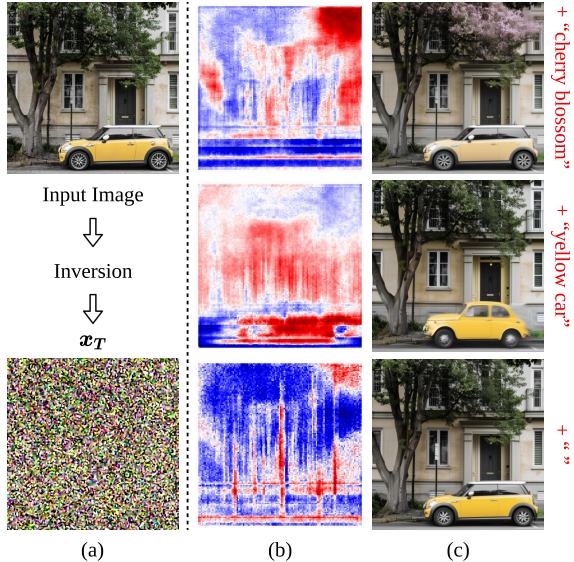 Input Image
Inversion
x_T
(a)
(b)
(c)
+ “cherry blossom”
+ “yellow car”
+ “ ”